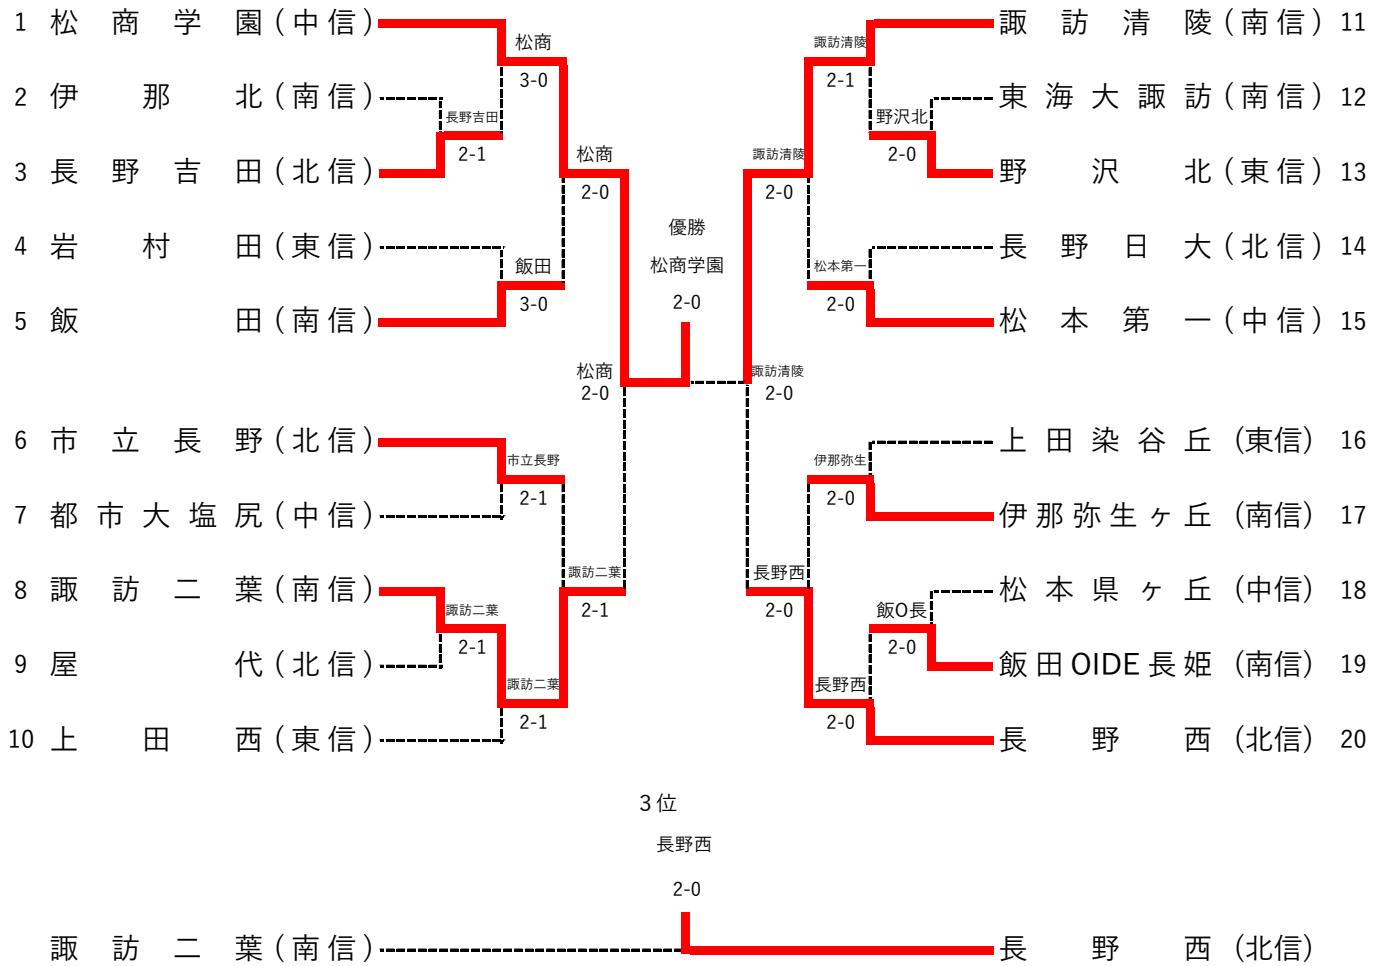 1 松商学園(中信)
松商
3-0
2 伊那北(南信)
長野吉田
2-1
3 長野吉田(北信)
松商
2-0
4 岩村田(東信)
飯田
3-0
5 飯田(南信)
松商
2-0
6 市立長野(北信)
市立長野
2-1
7 都市大塩尻(中信)
諏訪二葉
2-1
8 諏訪二葉(南信)
諏訪二葉
2-1
9 屋代(北信)
諏訪二葉
2-1
10 上田西(東信)
優勝
松商学園
2-0
諏訪清陵(南信) 11
諏訪清陵
2-1
東海大諏訪(南信) 12
野沢北
2-0
野沢北(東信) 13
諏訪清陵
2-0
長野日大(北信) 14
松本第一
2-0
松本第一(中信) 15
諏訪清陵
2-0
上田染谷丘(東信) 16
伊那弥生
2-0
伊那弥生ヶ丘(南信) 17
長野西
2-0
松本県ヶ丘(中信) 18
飯O長
2-0
飯田OIDE長姫(南信) 19
長野西
2-0
長野西(北信) 20
3位
長野西
2-0
諏訪二葉(南信)
長野西(北信)